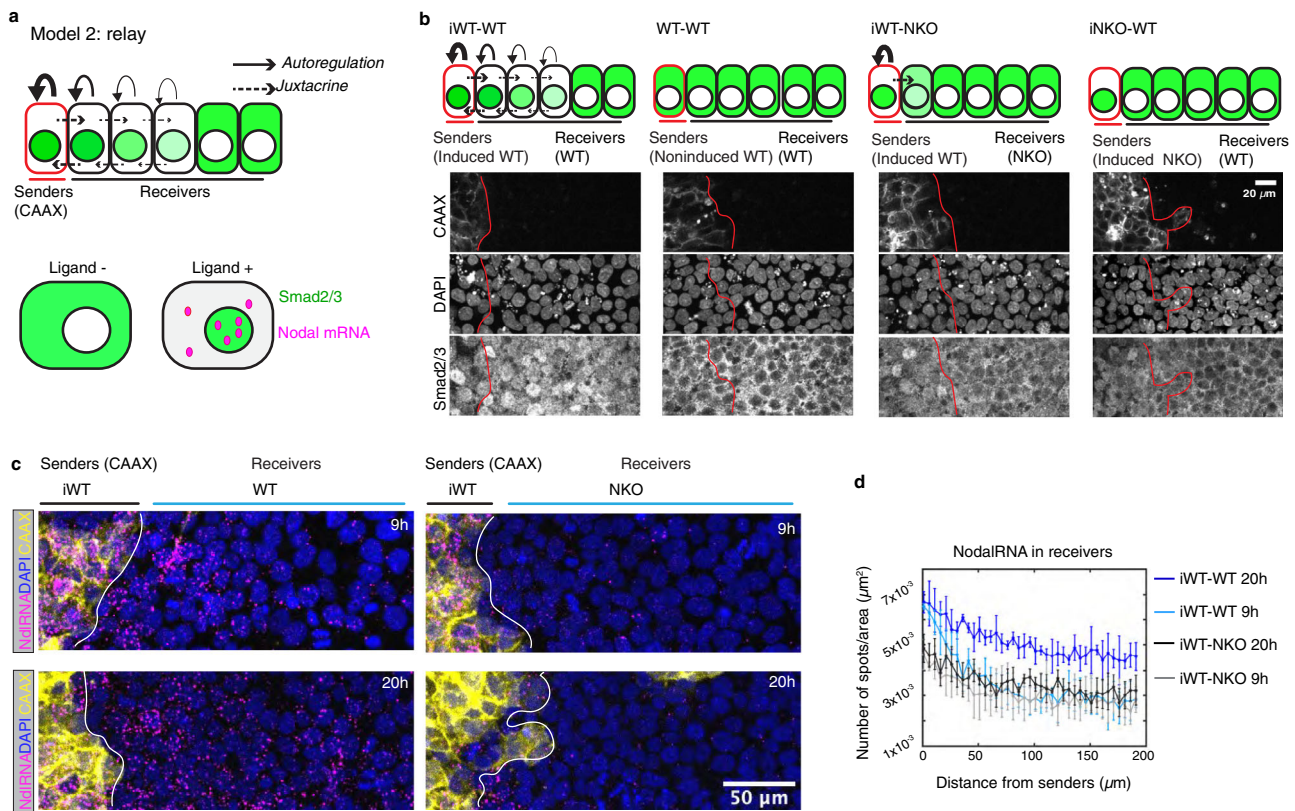 a
Model 2: relay
Autoregulation
Juxtacrine
Senders
(CAAX)
Receivers
Ligand -
Ligand +
Smad2/3
Nodal mRNA
b
iWT-WT
WT-WT
iWT-NKO
iNKO-WT
Senders
(Induced WT)
Receivers
(WT)
Senders
(Noninduced WT)
Receivers
(WT)
Senders
(Induced WT)
Receivers
(NKO)
Senders
(Induced NKO)
Receivers
(WT)
CAAX
20 µm
DAPI
Smad2/3
c
Senders (CAAX)
Receivers
iWT
WT
Senders (CAAX)
Receivers
iWT
NKO
NdlRNADAPI CAAX
9h
9h
NdlRNADAPI CAAX
20h
20h
50 µm
d
NodalRNA in receivers
Number of spots/area (µm²)
7x10⁻³
5x10⁻³
3x10⁻³
1x10⁻³
0 50 100 150 200
Distance from senders (µm)
iWT-WT 20h
iWT-WT 9h
iWT-NKO 20h
iWT-NKO 9h